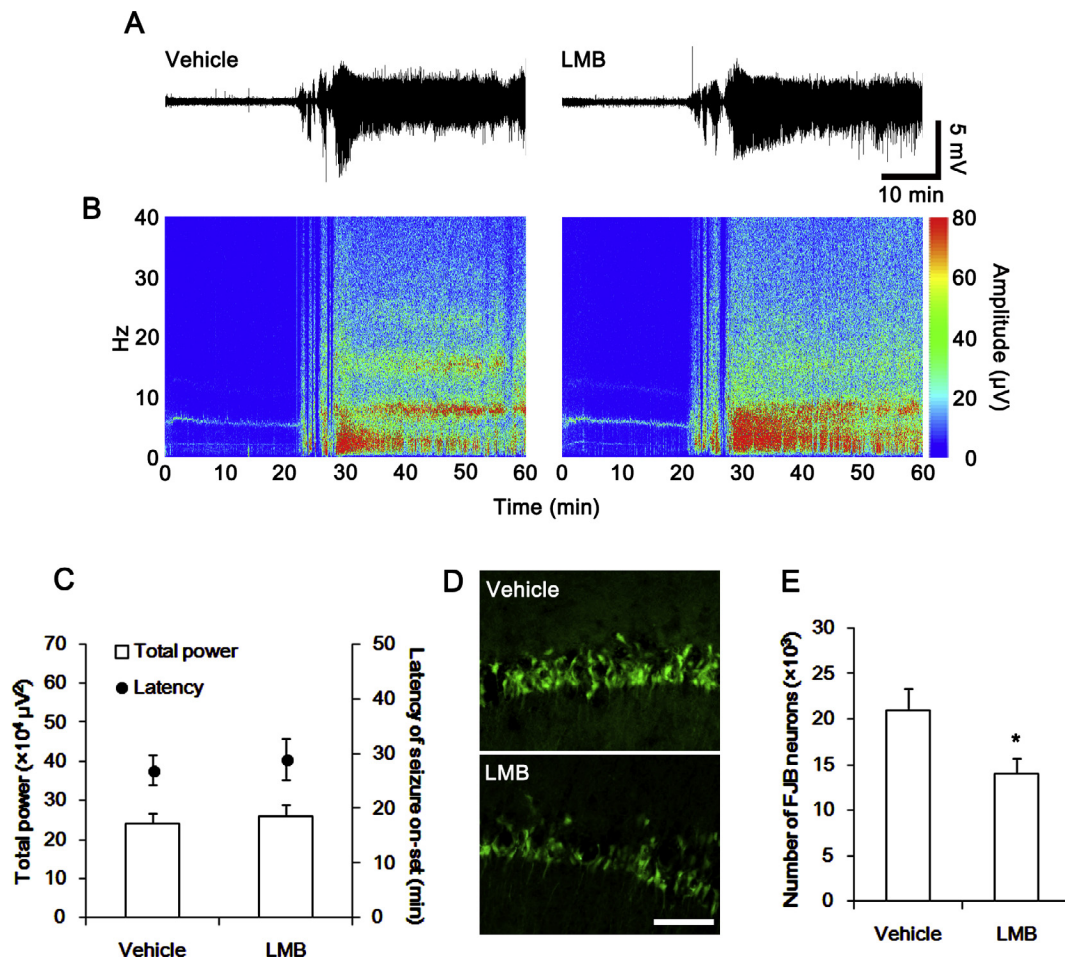 A
Vehicle
LMB
5 mV
10 min
B
40
30
20
10
0
Hz
0 10 20 30 40 50 60
0 10 20 30 40 50 60
Time (min)
80
60
40
20
0
Amplitude (μV)
C
70
60
50
40
30
20
10
0
Total power (×10⁴ μV²)
Total power
Latency
50
40
30
20
10
0
Latency of seizure on-set (min)
Vehicle LMB
D
Vehicle
LMB
E
30
25
20
15
10
5
0
Number of FJB neurons (×10³)
*
Vehicle LMB